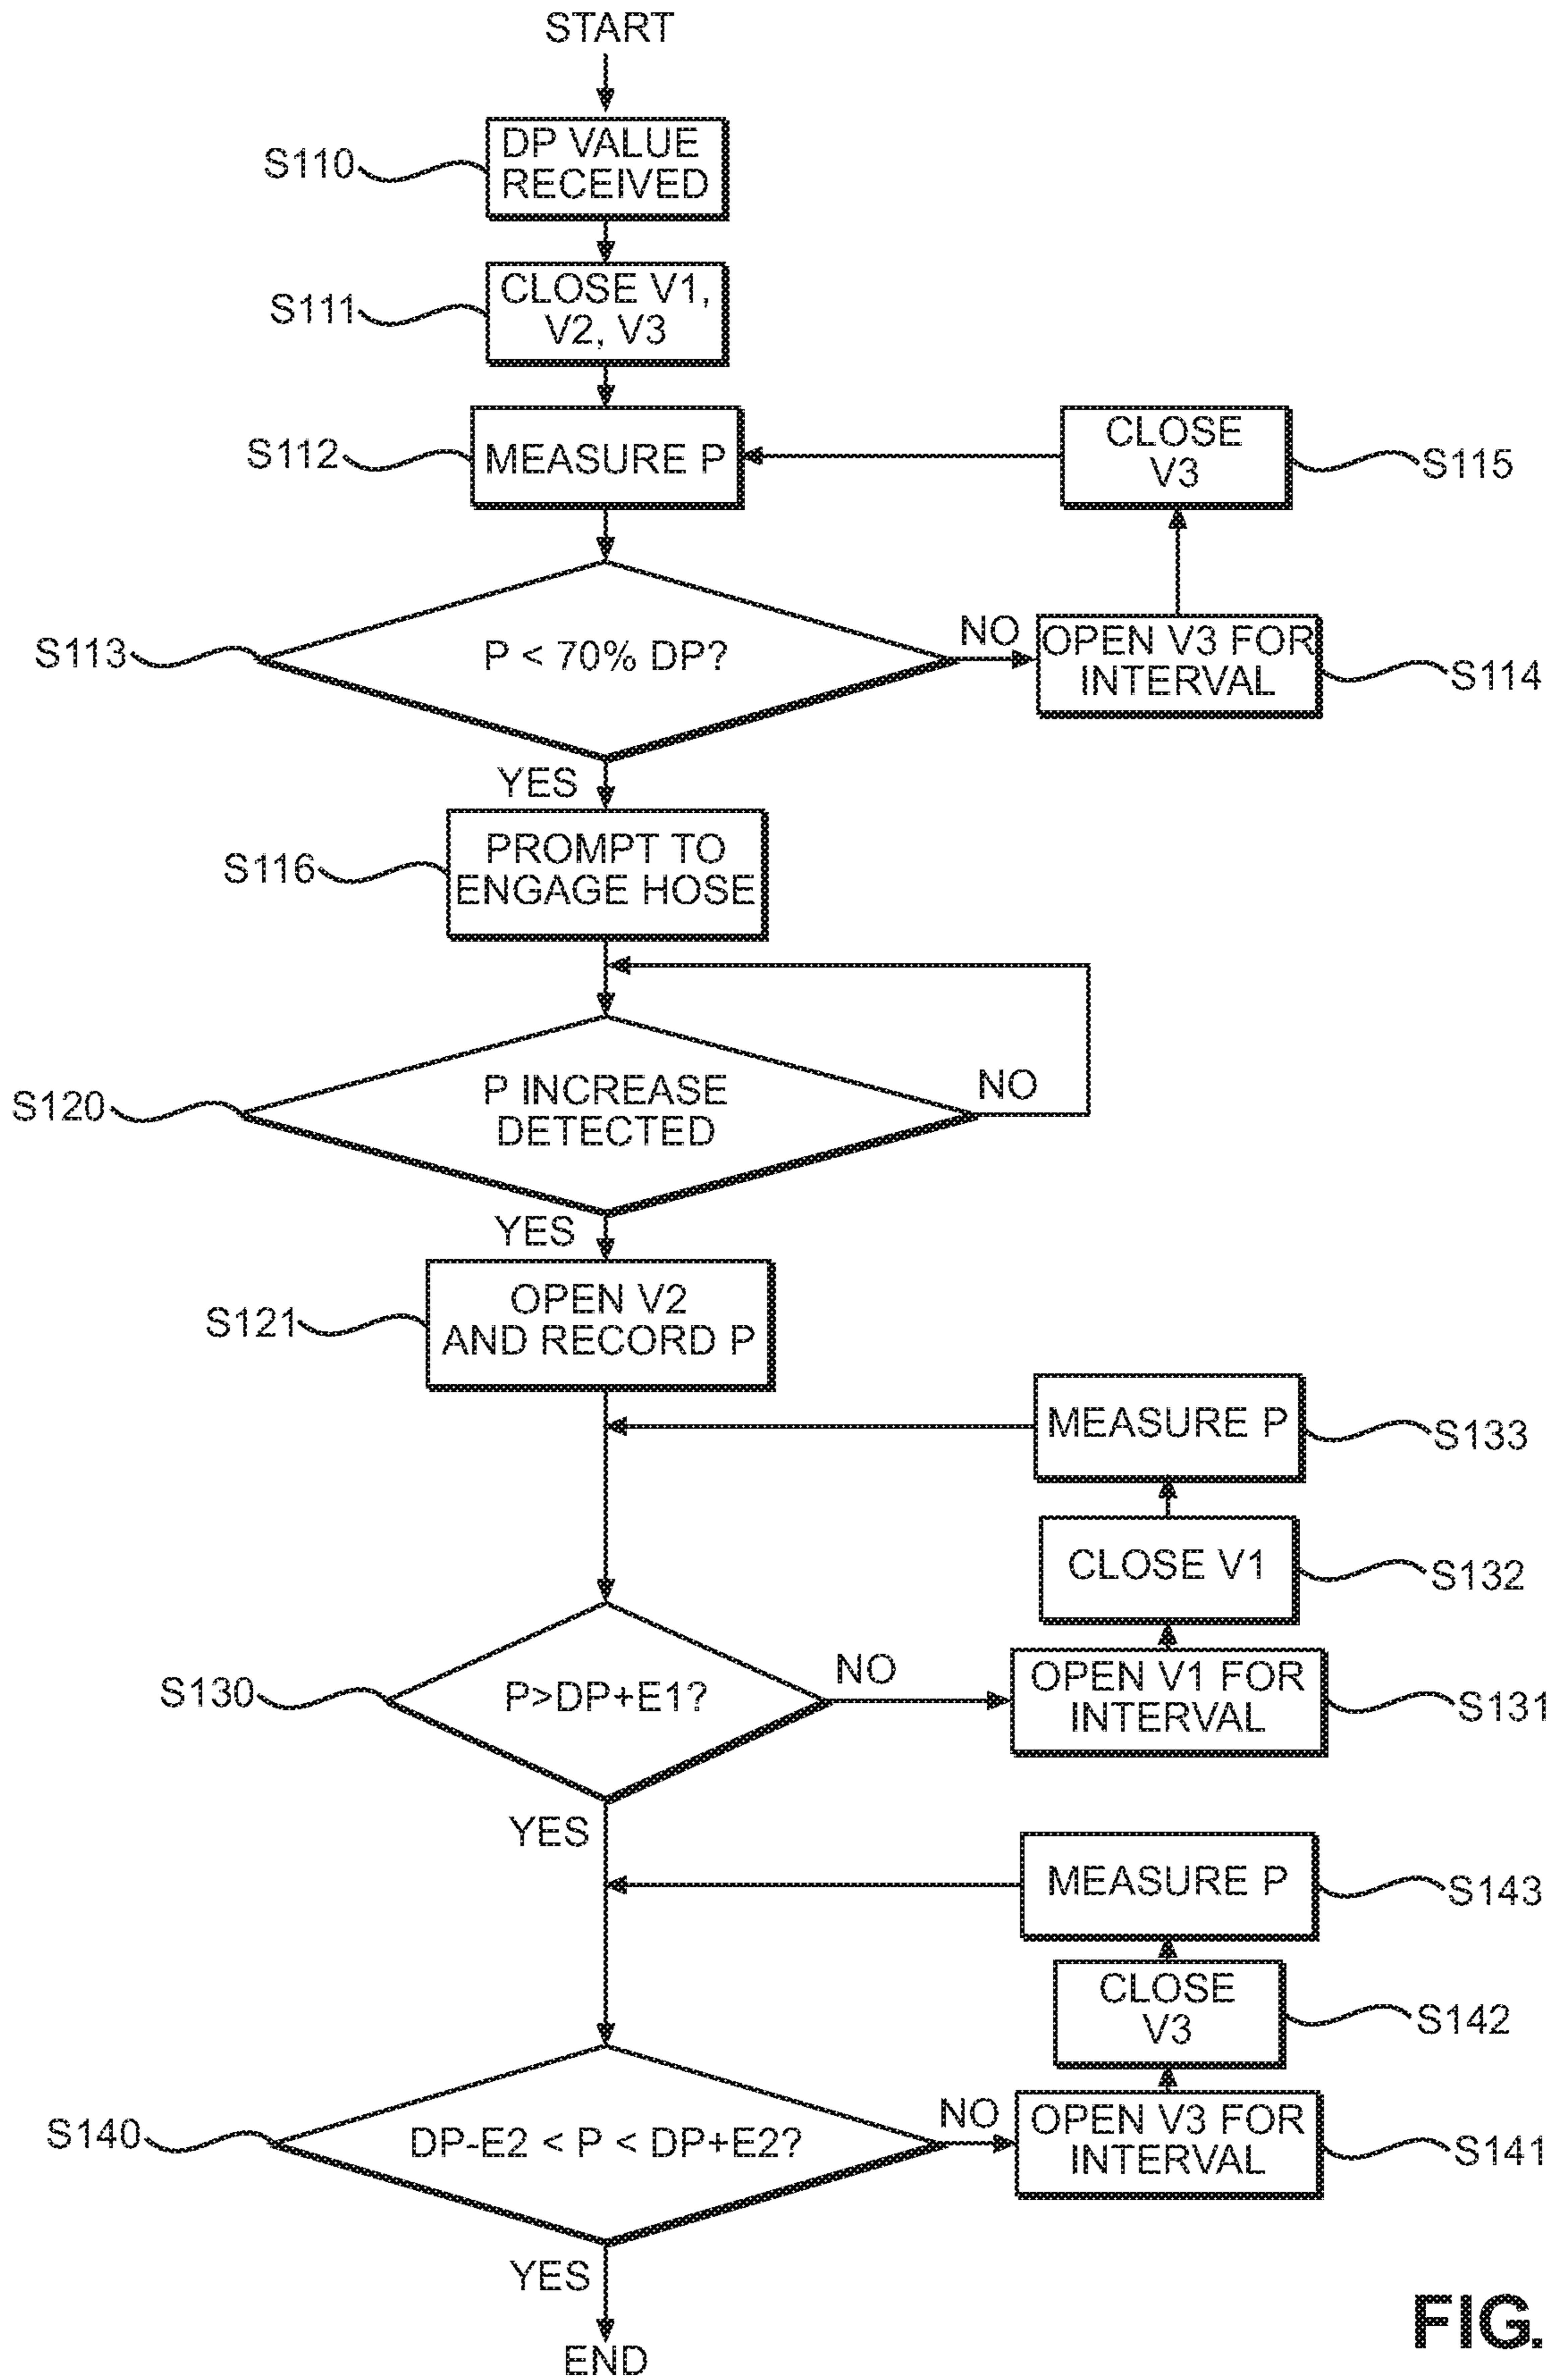 START
S110
DP VALUE
RECEIVED
S111
CLOSE V1,
V2, V3
S112
MEASURE P
CLOSE
V3
S115
S113
P < 70% DP?
NO
OPEN V3 FOR
INTERVAL
S114
YES
S116
PROMPT TO
ENGAGE HOSE
S120
P INCREASE
DETECTED
NO
YES
S121
OPEN V2
AND RECORD P
MEASURE P
S133
CLOSE V1
S132
S130
P>DP+E1?
NO
OPEN V1 FOR
INTERVAL
S131
YES
MEASURE P
S143
CLOSE
V3
S142
S140
DP-E2 < P < DP+E2?
NO
OPEN V3 FOR
INTERVAL
S141
YES
END
FIG.